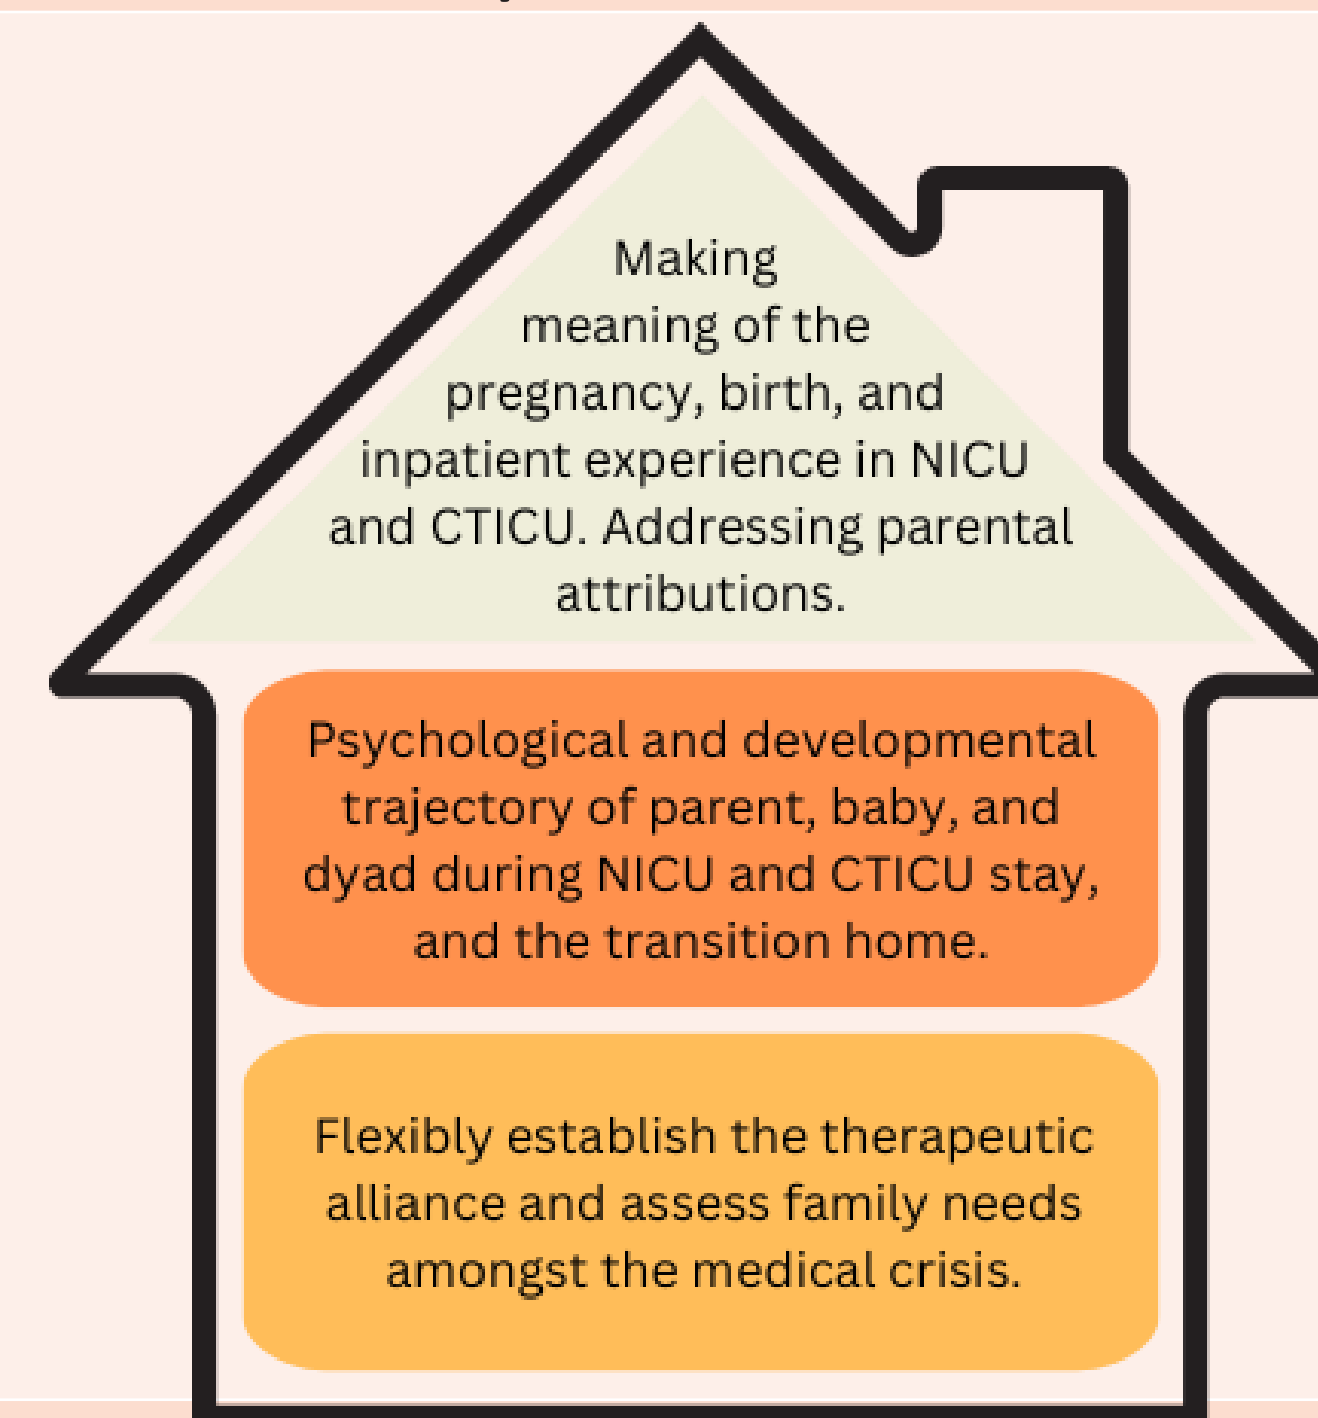 Making
meaning of the
pregnancy, birth, and
inpatient experience in NICU
and CTICU. Addressing parental
attributions.
Psychological and developmental
trajectory of parent, baby, and
dyad during NICU and CTICU stay,
and the transition home.
Flexibly establish the therapeutic
alliance and assess family needs
amongst the medical crisis.